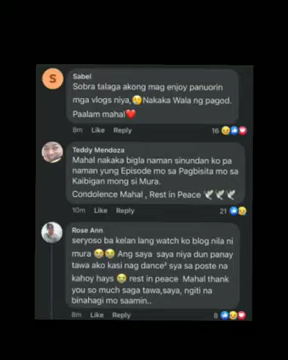 S
Sabel
Sobra talaga akong mag enjoy panuorin
mga vlogs niya,🥲Nakaka Wala ng pagod.
Paalam mahal❤️
8m Like Reply 16
Teddy Mendoza
Mahal nakaka bigla naman sinundan ko pa
naman yung Episode mo sa Pagbisita mo sa
Kaibigan mong si Mura.
Condolence Mahal , Rest in Peace 🕊️🕊️🕊️
10m Like Reply 21
Rose Ann
seryoso ba kelan lang watch ko blog nila ni
mura 😭😭 Ang saya saya niya dun panay
tawa ako kasi nag dance² sya sa poste na
kahoy hays 😭 rest in peace Mahal thank
you so much saga tawa,saya, ngiti na
binahagi mo saamin..
8m Like Reply 8